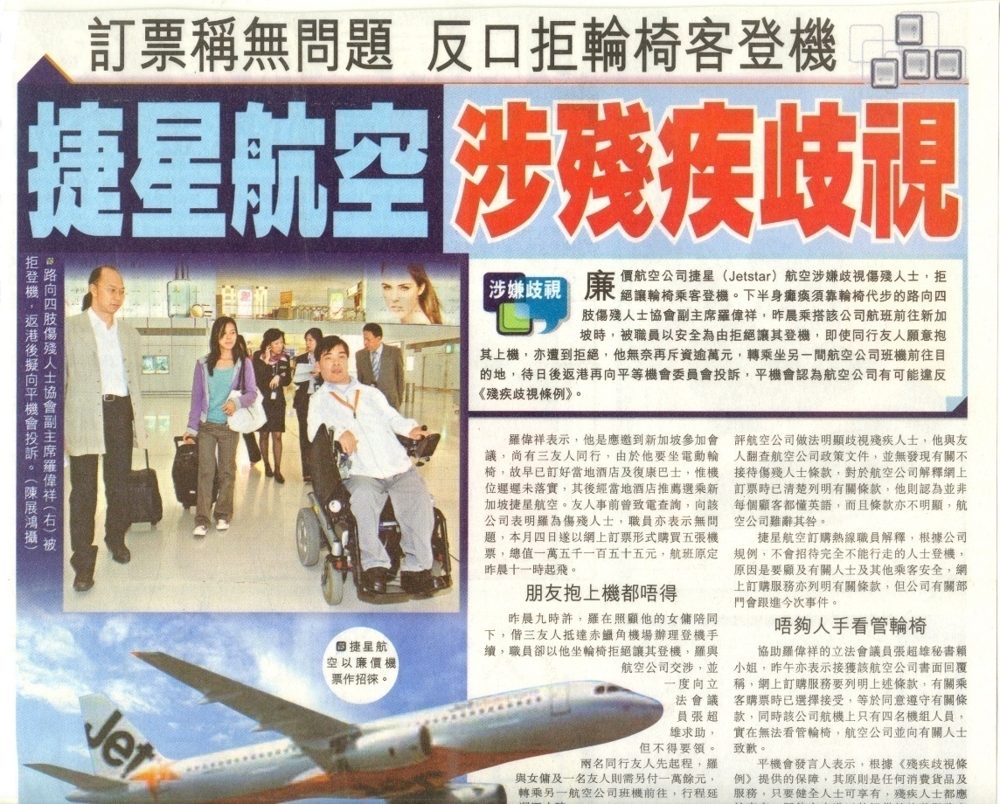 訂票稱無問題 反口拒輪椅客登機
捷星航空 涉殘疾歧視
路向四肢傷殘人士協會副主席羅偉祥（右）被
拒登機，返港後擬向平機會投訴。（陳展鴻攝）
涉嫌歧視
廉價航空公司捷星（Jetstar）航空涉嫌歧視傷殘人士，拒
絕讓輪椅乘客登機。下半身癱瘓須靠輪椅代步的路向四
肢傷殘人士協會副主席羅偉祥，昨晨乘搭該公司航班前往新加
坡時，被職員以安全為由拒絕讓其登機，即使同行友人願意抱
其上機，亦遭到拒絕，他無奈再斥資逾萬元，轉乘坐另一間航空公司班機前往目
的地，待日後返港再向平等機會委員會投訴，平機會認為航空公司有可能違反
《殘疾歧視條例》。
羅偉祥表示，他是應邀到新加坡參加會
議，尚有三友人同行，由於他要坐電動輪
椅，故早已訂好當地酒店及復康巴士，惟機
位遲遲未落實，其後經當地酒店推薦選乘新
加坡捷星航空。友人事前曾致電查詢，向該
公司表明羅為傷殘人士，職員亦表示無問
題，本月四日遂以網上訂票形式購買五張機
票，總值一萬五千一百五十五元，航班原定
昨晨十一時起飛。
朋友抱上機都唔得
昨晨九時許，羅在照顧他的女傭陪同
下，偕三友人抵達赤鱲角機場辦理登機手
續，職員卻以他坐輪椅拒絕讓其登機，羅與
航空公司交涉，並
一度向立
法會議
員張超
雄求助，
但不得要領。
兩名同行友人先起程，羅
與女傭及一名友人則需另付一萬餘元，
轉乘另一航空公司班機前往，行程延
評航空公司做法明顯歧視殘疾人士，他與友
人翻查航空公司政策文件，並無發現有關不
接待傷殘人士條款，對於航空公司解釋網上
訂票時已清楚列明有關條款，他則認為並非
每個顧客都懂英語，而且條款亦不明顯，航
空公司難辭其咎。
捷星航空訂購熱線職員解釋，根據公司
規例，不會招待完全不能行走的人士登機，
原因是要顧及有關人士及其他乘客安全，網
上訂購服務亦列明有關條款，但公司有關部
門會跟進今次事件。
唔夠人手看管輪椅
協助羅偉祥的立法會議員張超雄秘書賴
小姐，昨午亦表示接獲該航空公司書面回覆
稱，網上訂購服務要列明上述條款，有關乘
客購票時已選擇接受，等於同意遵守有關條
款，同時該公司航機上只有四名機組人員，
實在無法看管輪椅，航空公司並向有關人士
致歉。
平機會發言人表示，根據《殘疾歧視條
例》提供的保障，其原則是任何消費貨品及
服務，只要健全人士可享有，殘疾人士都應
捷星航
空以廉價機
票作招徠。
Jet